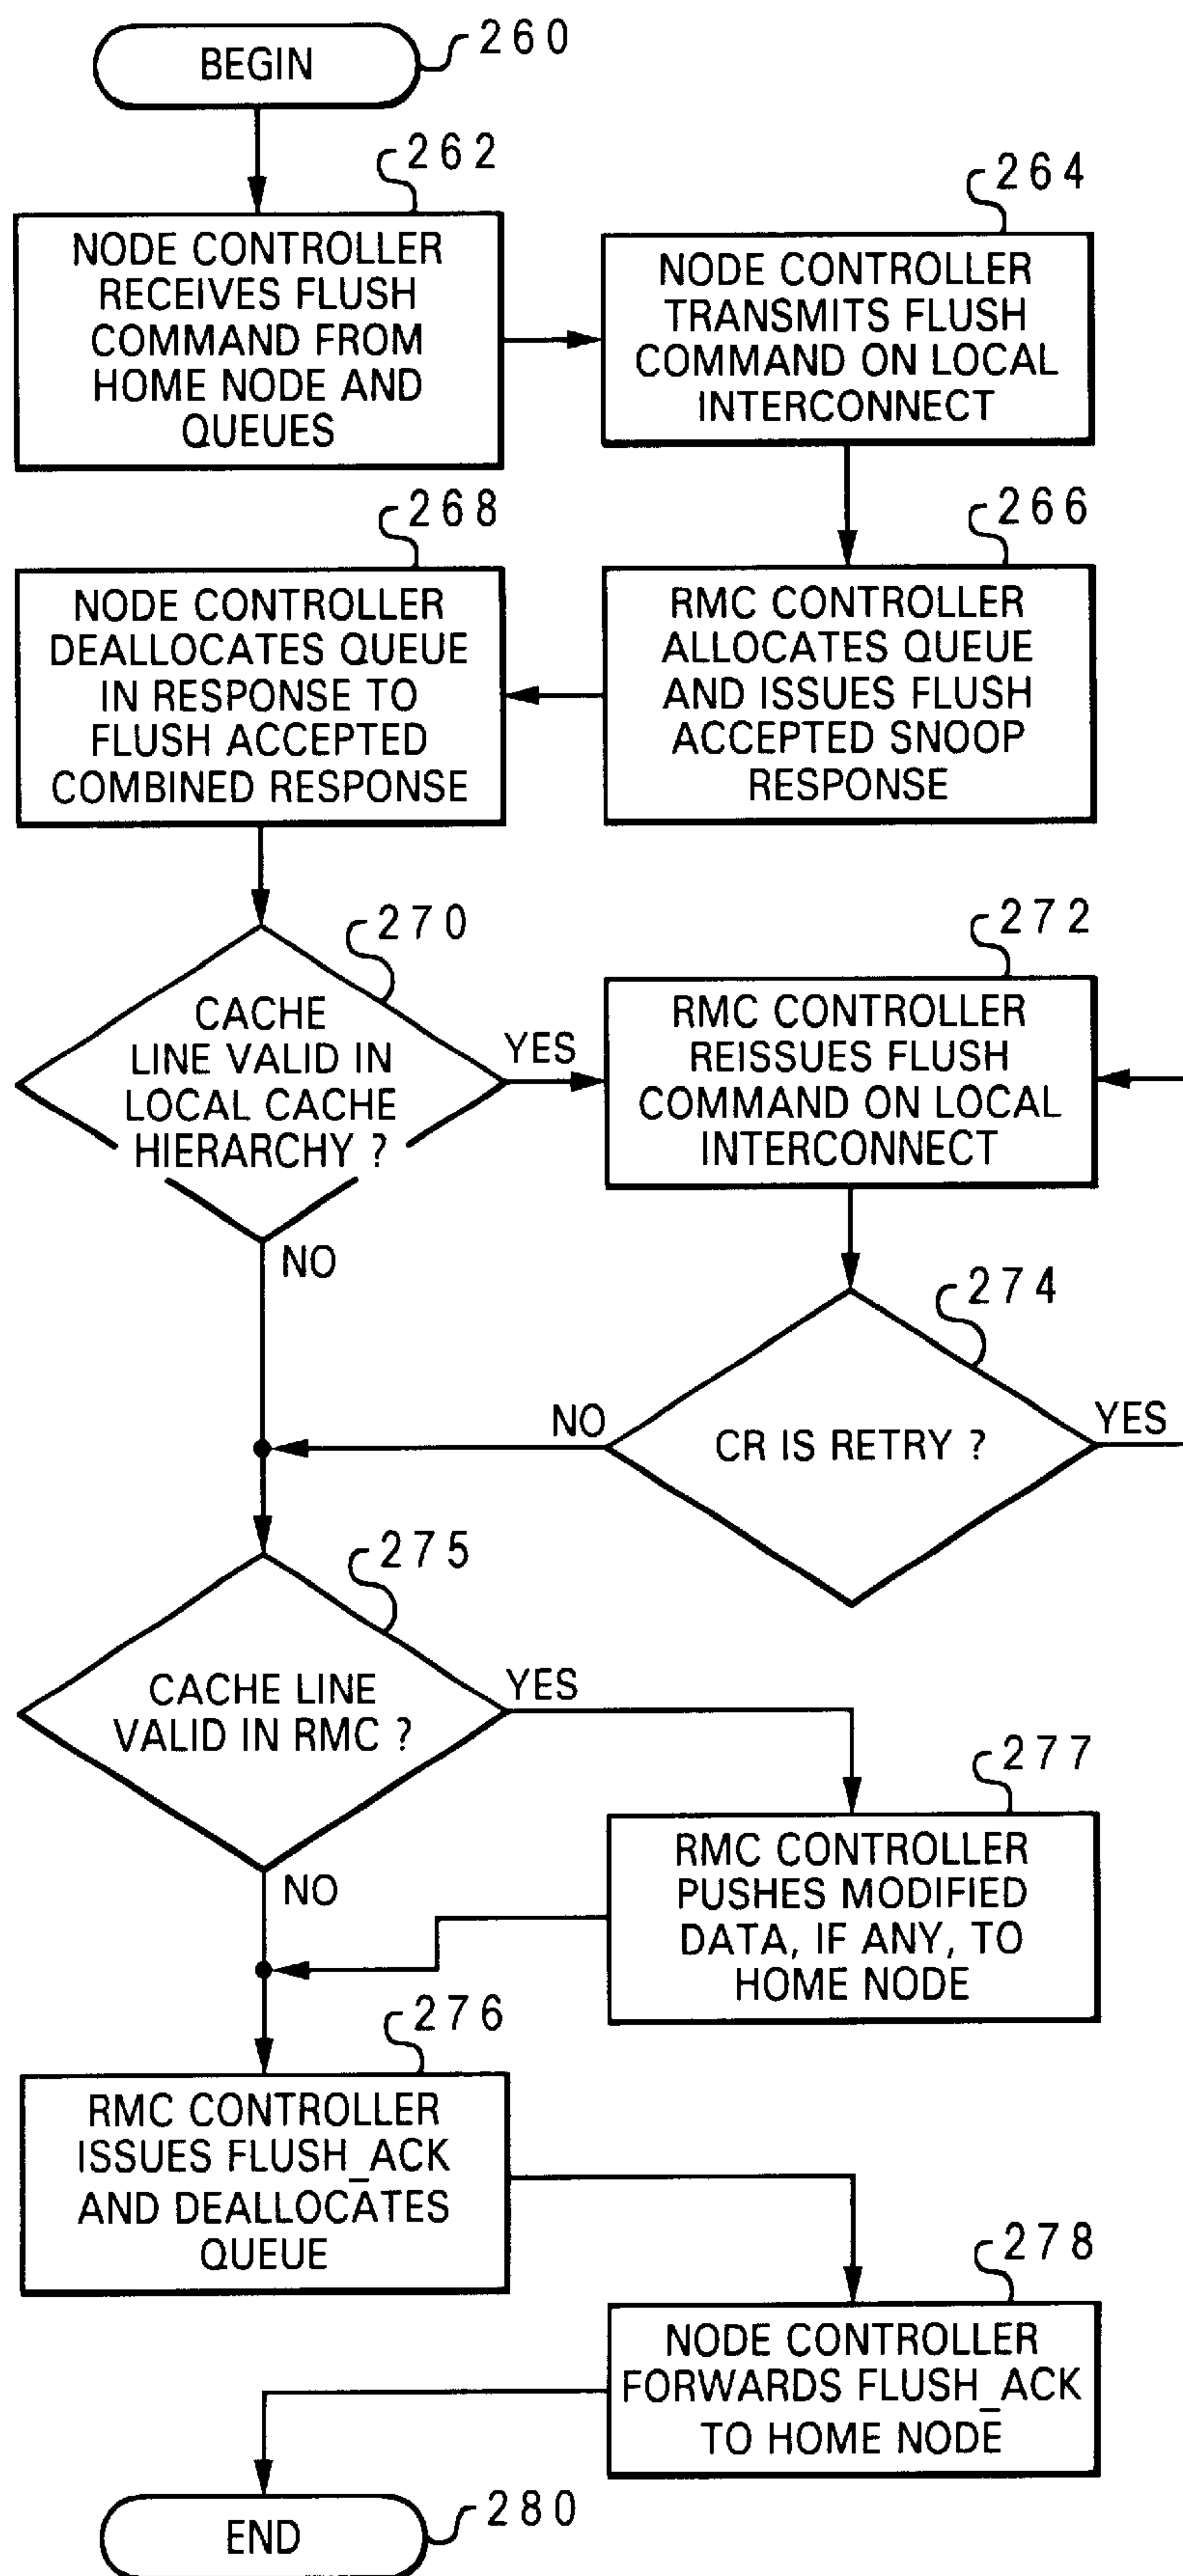 BEGIN
260
262
NODE CONTROLLER
RECEIVES FLUSH
COMMAND FROM
HOME NODE AND
QUEUES
264
NODE CONTROLLER
TRANSMITS FLUSH
COMMAND ON LOCAL
INTERCONNECT
266
RMC CONTROLLER
ALLOCATES QUEUE
AND ISSUES FLUSH
ACCEPTED SNOOP
RESPONSE
268
NODE CONTROLLER
DEALLOCATES QUEUE
IN RESPONSE TO
FLUSH ACCEPTED
COMBINED RESPONSE
270
CACHE
LINE VALID IN
LOCAL CACHE
HIERARCHY ?
YES
NO
272
RMC CONTROLLER
REISSUES FLUSH
COMMAND ON LOCAL
INTERCONNECT
274
CR IS RETRY ?
NO
YES
275
CACHE LINE
VALID IN RMC ?
YES
NO
277
RMC CONTROLLER
PUSHES MODIFIED
DATA, IF ANY, TO
HOME NODE
276
RMC CONTROLLER
ISSUES FLUSH_ACK
AND DEALLOCATES
QUEUE
278
NODE CONTROLLER
FORWARDS FLUSH_ACK
TO HOME NODE
END
280